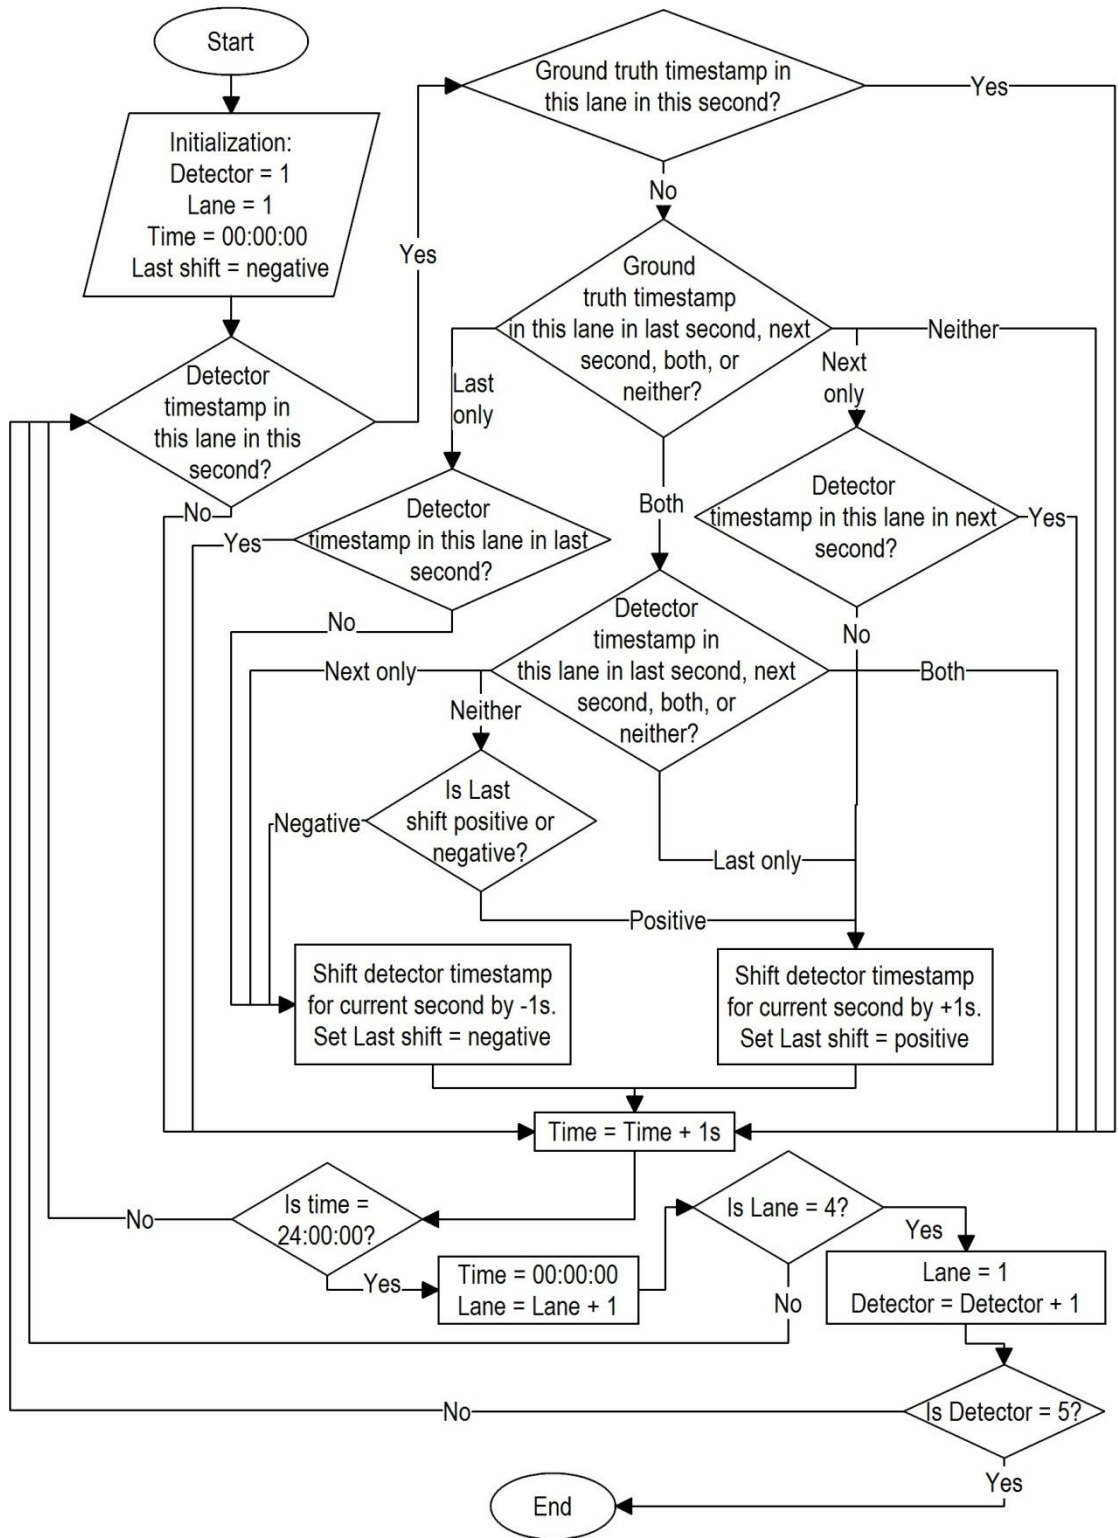 Start
Initialization:
Detector = 1
Lane = 1
Time = 00:00:00
Last shift = negative
Detector
timestamp in
this lane in this
second?
No
Yes
Ground truth timestamp in
this lane in this second?
Yes
No
Ground
truth timestamp
in this lane in last second, next
second, both, or
neither?
Neither
Next
only
Last
only
Both
Detector
timestamp in this lane in last
second?
Yes
No
Detector
timestamp in this lane in next
second?
Yes
No
Detector
timestamp in
this lane in last second, next
second, both, or
neither?
Next only
Neither
Both
Last only
Is Last
shift positive or
negative?
Negative
Positive
Shift detector timestamp
for current second by -1s.
Set Last shift = negative
Shift detector timestamp
for current second by +1s.
Set Last shift = positive
Time = Time + 1s
Is time =
24:00:00?
No
Yes
Time = 00:00:00
Lane = Lane + 1
Is Lane = 4?
Yes
No
Lane = 1
Detector = Detector + 1
Is Detector = 5?
No
Yes
End